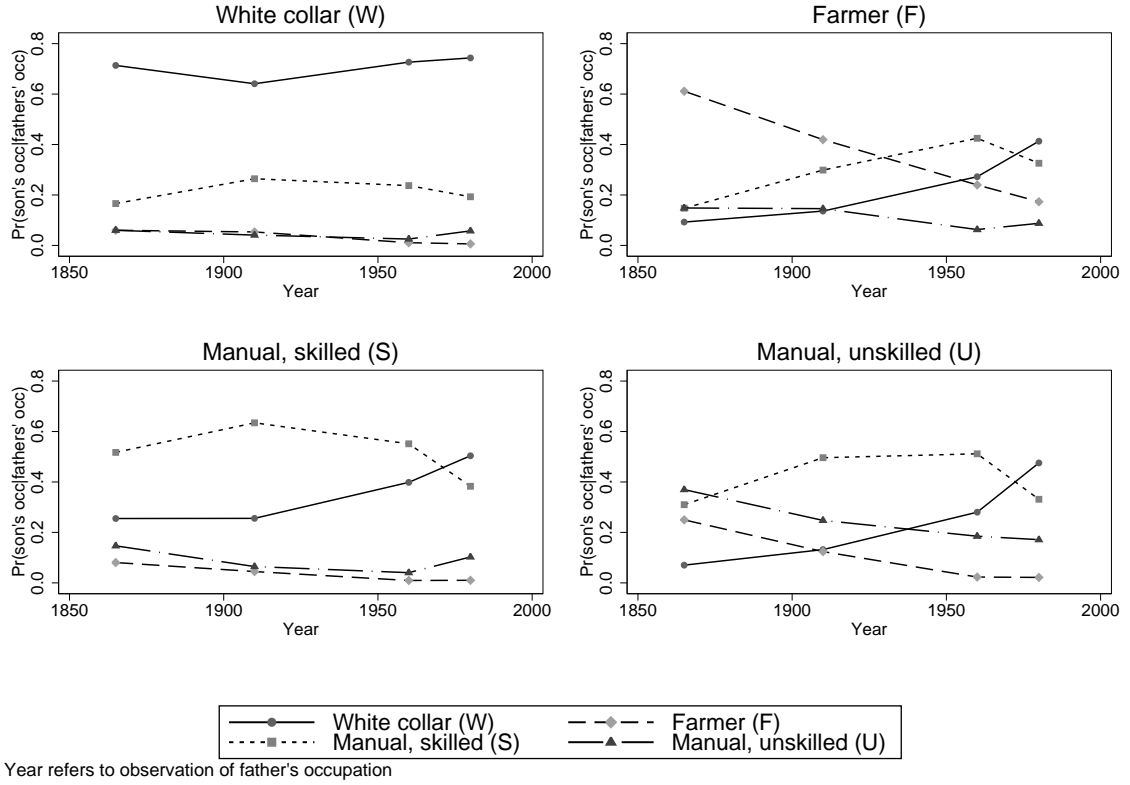 White collar (W)
Pr(son's occ|fathers' occ)
0.8
0.6
0.4
0.2
0.0
1850 1900 1950 2000
Year
Farmer (F)
Pr(son's occ|fathers' occ)
0.8
0.6
0.4
0.2
0.0
1850 1900 1950 2000
Year
Manual, skilled (S)
Pr(son's occ|fathers' occ)
0.8
0.6
0.4
0.2
0.0
1850 1900 1950 2000
Year
Manual, unskilled (U)
Pr(son's occ|fathers' occ)
0.8
0.6
0.4
0.2
0.0
1850 1900 1950 2000
Year
White collar (W) Farmer (F)
Manual, skilled (S) Manual, unskilled (U)
Year refers to observation of father's occupation